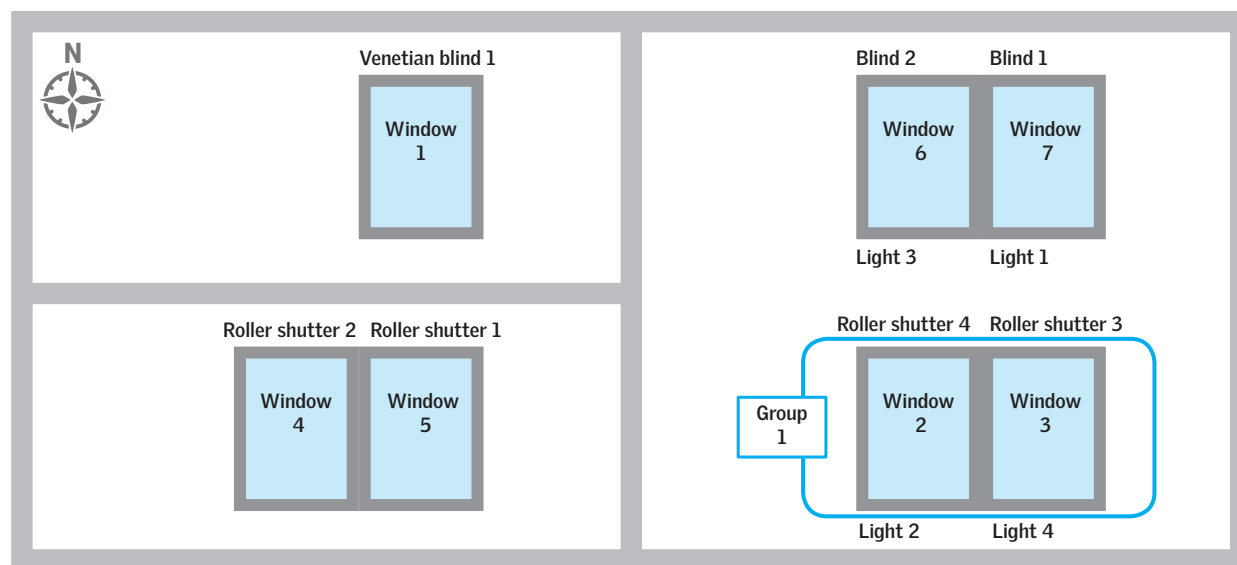 N
Venetian blind 1
Window
1
Roller shutter 2 Roller shutter 1
Window
4
Window
5
Blind 2 Blind 1
Window
6
Window
7
Light 3 Light 1
Roller shutter 4 Roller shutter 3
Group
1
Window
2
Window
3
Light 2 Light 4